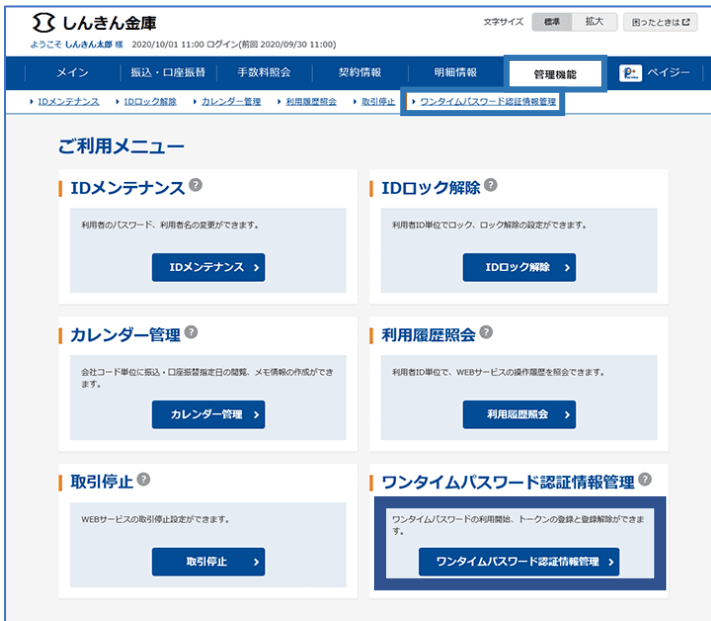 しんきん金庫
文字サイズ 標準 拡大 困ったときは
ようこそ しんきん太郎 様 2020/10/01 11:00 ログイン(前回 2020/09/30 11:00)
メイン 振込・口座振替 手数料照会 契約情報 明細情報 管理機能 ペイジー
IDメンテナンス IDロック解除 カレンダー管理 利用履歴照会 取引停止 ワンタイムパスワード認証情報管理
ご利用メニュー
IDメンテナンス ?
利用者のパスワード、利用者名の変更ができます。
IDメンテナンス
IDロック解除 ?
利用者ID単位でロック、ロック解除の設定ができます。
IDロック解除
カレンダー管理 ?
会社コード単位に振込・口座振替指定日の閲覧、メモ情報の作成ができ
ます。
カレンダー管理
利用履歴照会 ?
利用者ID単位で、WEBサービスの操作履歴を照会できます。
利用履歴照会
取引停止 ?
WEBサービスの取引停止設定ができます。
取引停止
ワンタイムパスワード認証情報管理 ?
ワンタイムパスワードの利用開始、トークンの登録と登録解除ができま
す。
ワンタイムパスワード認証情報管理